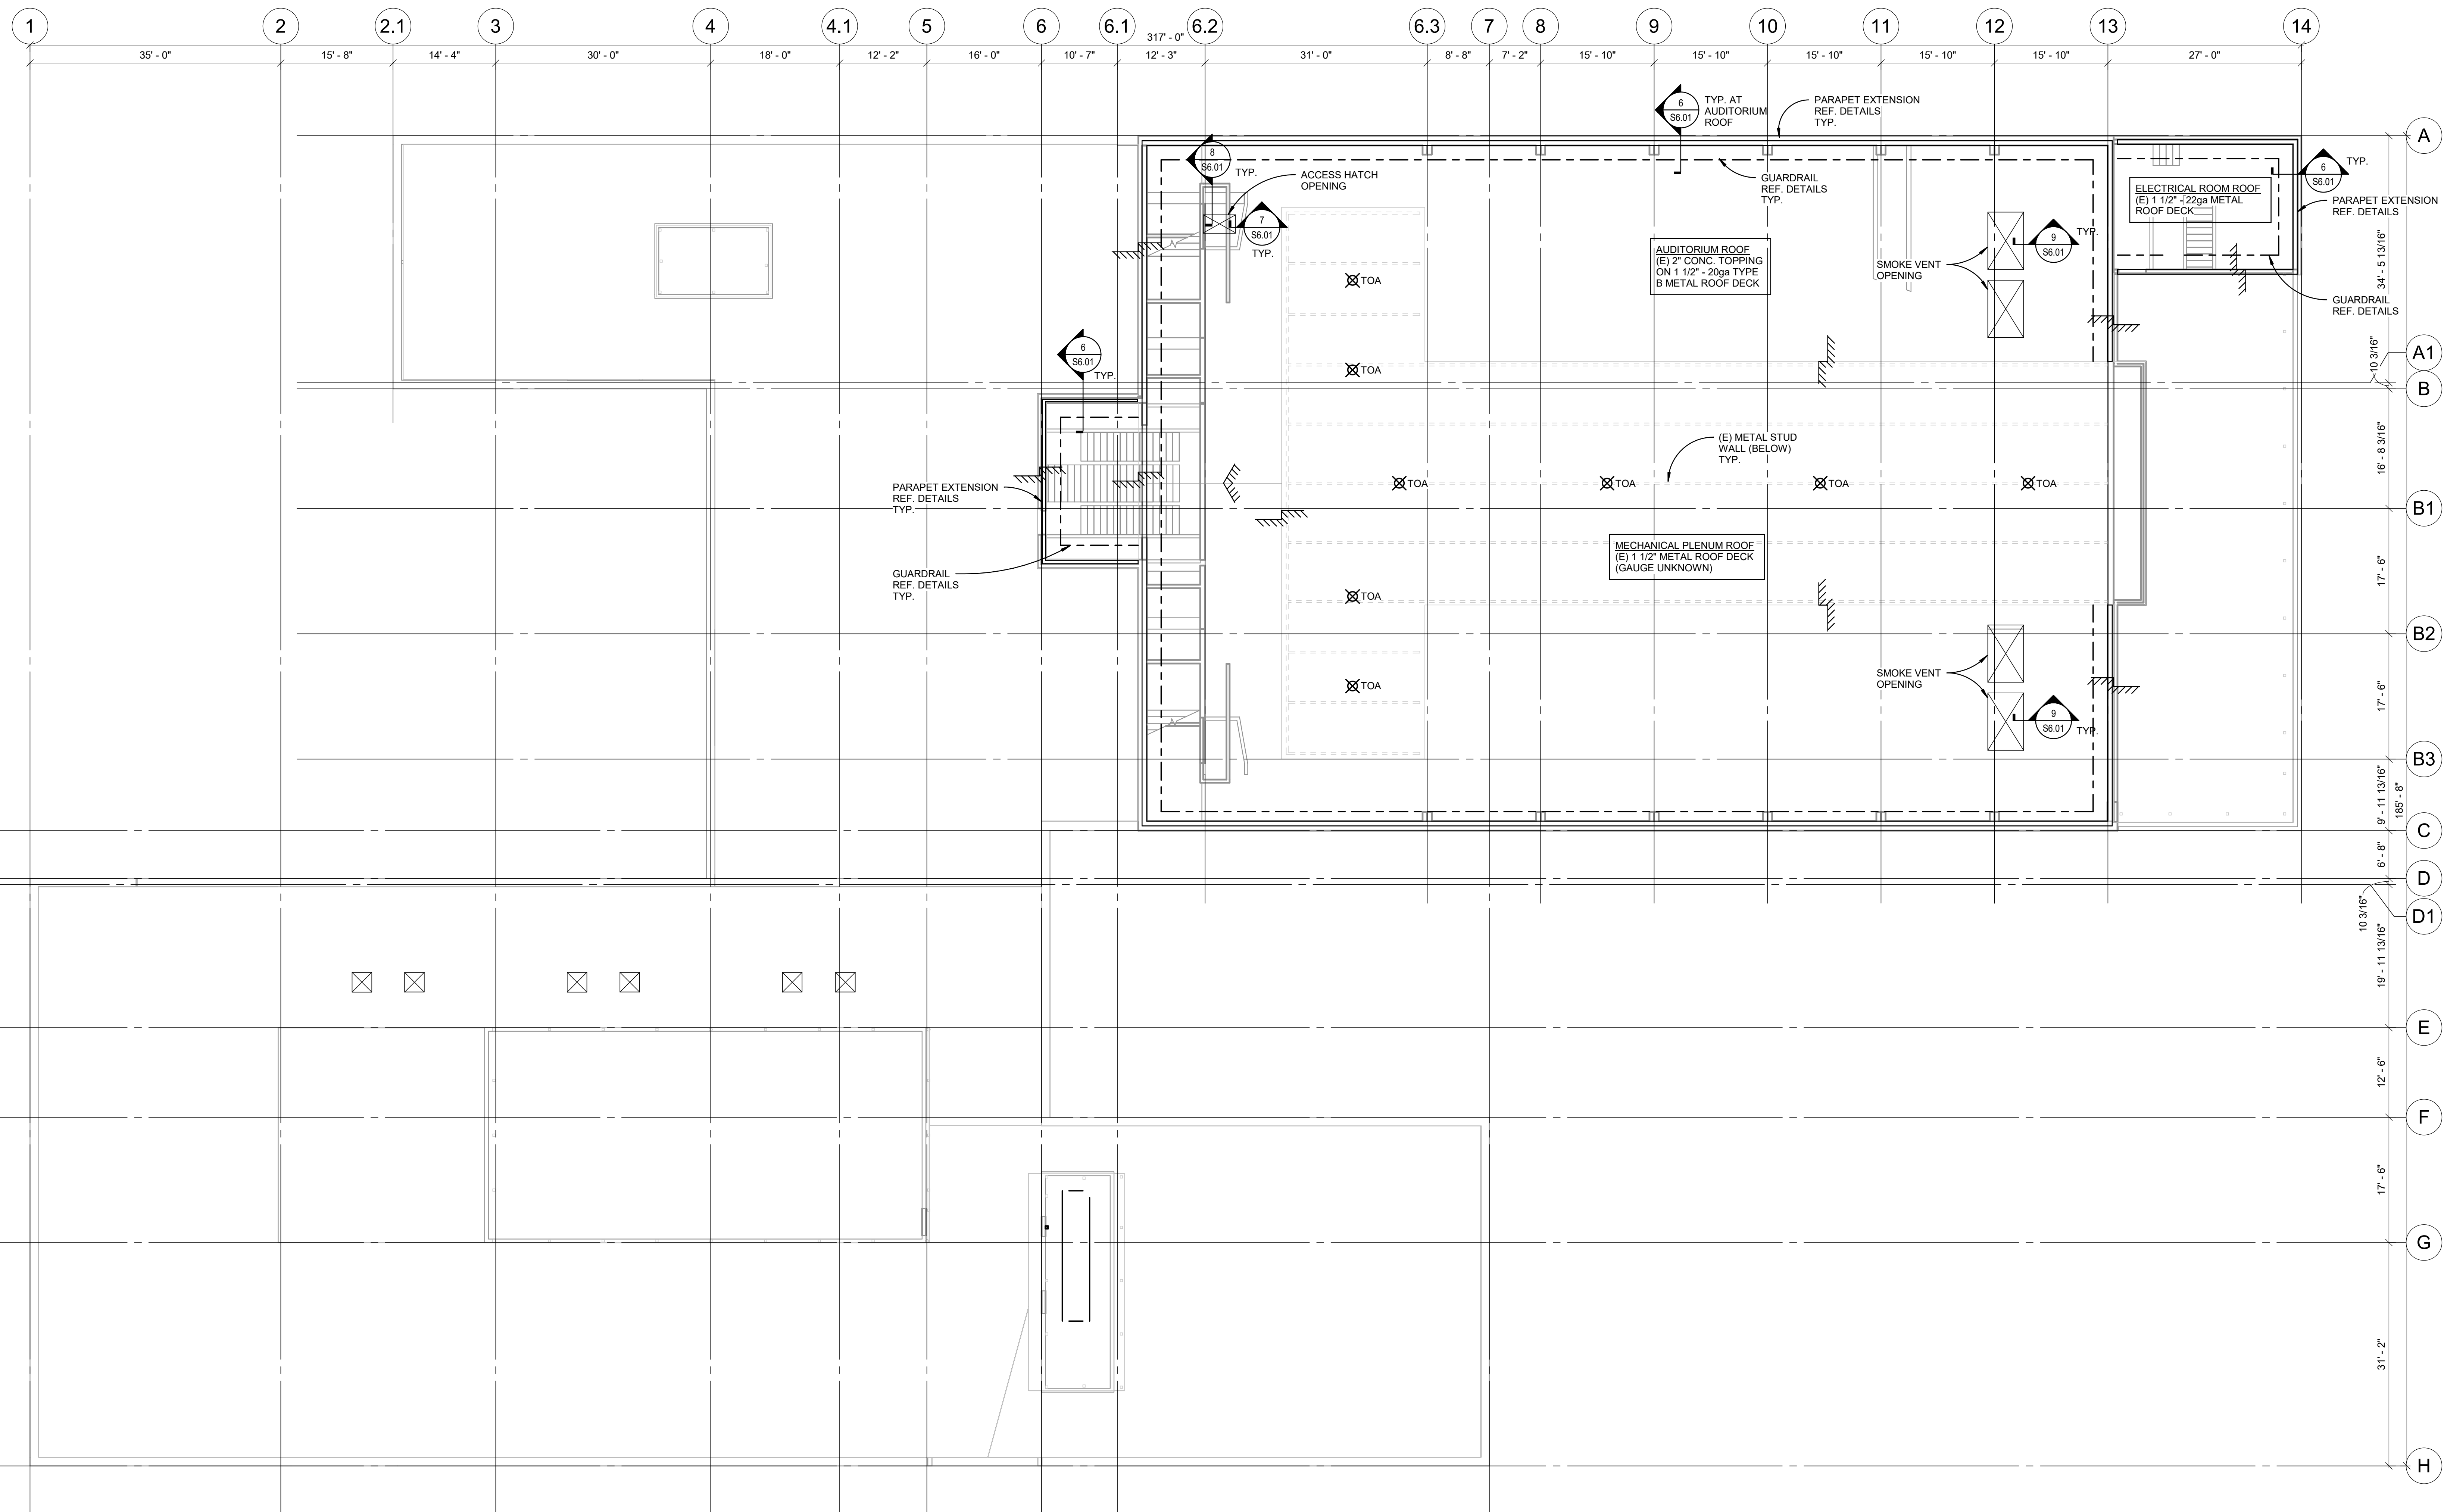 1 2 2.1 3 4 4.1 5 6 6.1 6.2 6.3 7 8 9 10 11 12 13 14
317' - 0"
35' - 0" 15' - 8" 14' - 4" 30' - 0" 18' - 0" 12' - 2" 16' - 0" 10' - 7" 12' - 3" 31' - 0" 8' - 8" 7' - 2" 15' - 10" 15' - 10" 15' - 10" 15' - 10" 15' - 10" 27' - 0"
6
S6.01
TYP. AT
AUDITORIUM
ROOF
PARAPET EXTENSION
REF. DETAILS
TYP.
8
S6.01
TYP.
ACCESS HATCH
OPENING
7
S6.01
TYP.
GUARDRAIL
REF. DETAILS
TYP.
ELECTRICAL ROOM ROOF
(E) 1 1/2" - 22ga METAL
ROOF DECK
6
S6.01
TYP.
PARAPET EXTENSION
REF. DETAILS
AUDITORIUM ROOF
(E) 2" CONC. TOPPING
ON 1 1/2" - 20ga TYPE
B METAL ROOF DECK
SMOKE VENT
OPENING
9
S6.01
TYP.
GUARDRAIL
REF. DETAILS
TOA
TOA
6
S6.01
TYP.
(E) METAL STUD
WALL (BELOW)
TYP.
TOA TOA TOA TOA
PARAPET EXTENSION
REF. DETAILS
TYP.
MECHANICAL PLENUM ROOF
(E) 1 1/2" METAL ROOF DECK
(GAUGE UNKNOWN)
GUARDRAIL
REF. DETAILS
TYP.
TOA
TOA
SMOKE VENT
OPENING
9
S6.01
TYP.
A
34' - 5 13/16"
A1
10 3/16"
B
16' - 8 3/16"
B1
17' - 6"
B2
17' - 6"
B3
9' - 11 13/16"
185' - 8"
C
6' - 8"
D
D1
10 3/16"
19' - 11 13/16"
E
12' - 6"
F
17' - 6"
G
31' - 2"
H